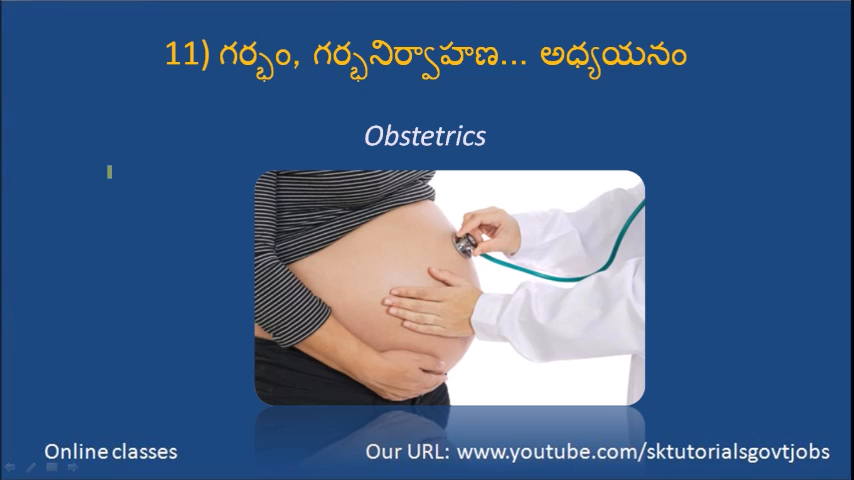 11) గర్భం, గర్భనిర్వాహణ... అధ్యయనం
Obstetrics
Online classes
Our URL: www.youtube.com/sktutorialsgovtjobs